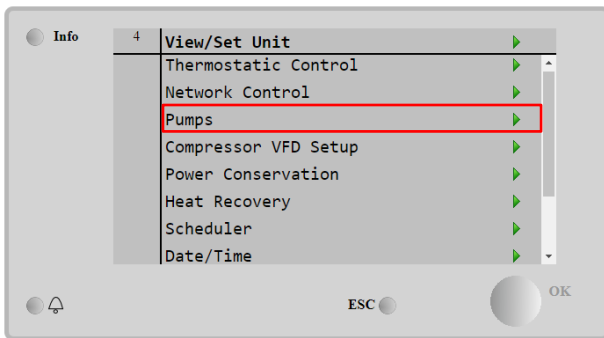 Info
4 View/Set Unit
Thermostatic Control
Network Control
Pumps
Compressor VFD Setup
Power Conservation
Heat Recovery
Scheduler
Date/Time
ESC
OK